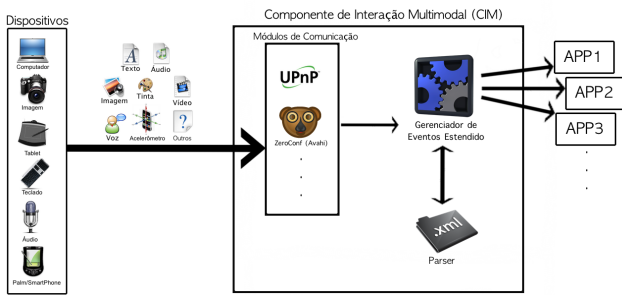 Componente de Interação Multimodal (CIM)
Dispositivos
Computador
Imagem
Tablet
Teclado
Áudio
Palm/SmartPhone
Texto
Áudio
Imagem
Tinta
Vídeo
Voz
Acelerômetro
Outros
?
Módulos de Comunicação
UPnP
ZeroConf (Avahi)
Gerenciador de
Eventos Estendido
.xml
Parser
APP1
APP2
APP3